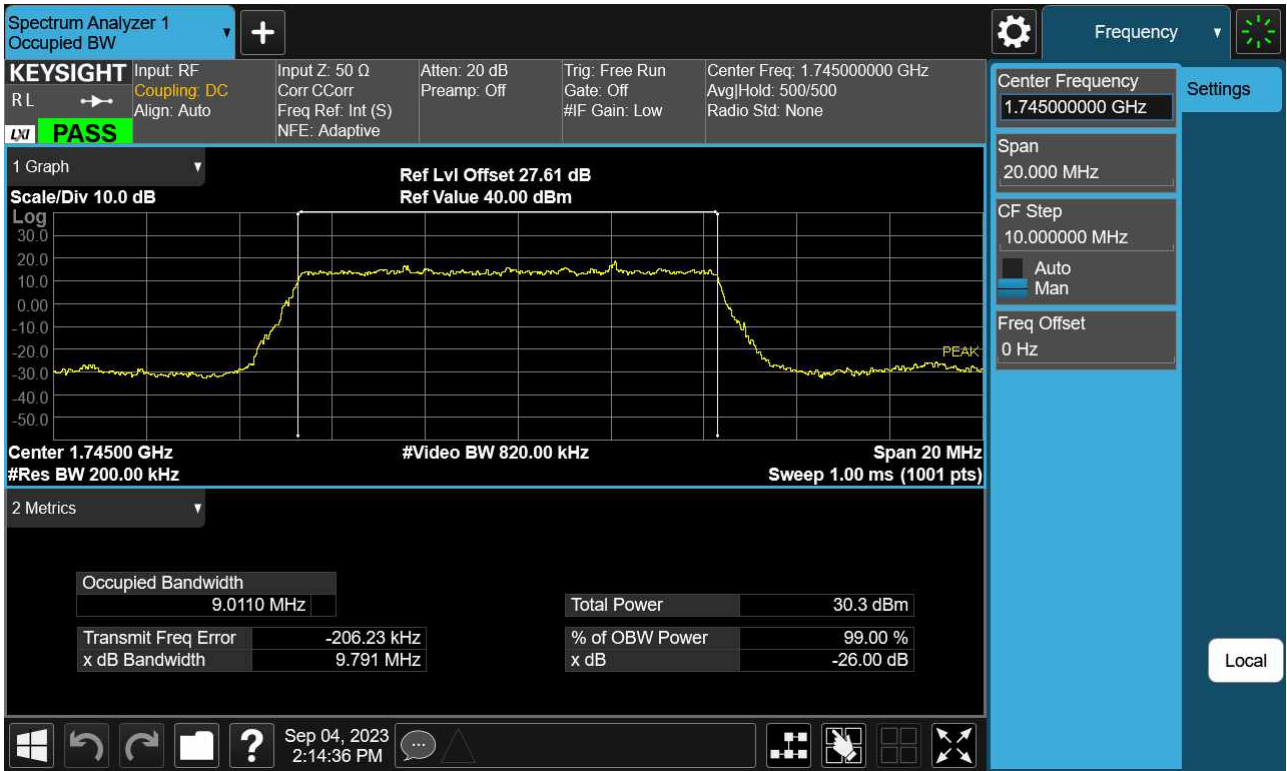 Spectrum Analyzer 1
Occupied BW
Frequency
KEYSIGHT
RL
LXI
PASS
Input: RF
Coupling: DC
Align: Auto
Input Z: 50 Ω
Corr CCorr
Freq Ref: Int (S)
NFE: Adaptive
Atten: 20 dB
Preamp: Off
Trig: Free Run
Gate: Off
#IF Gain: Low
Center Freq: 1.745000000 GHz
Avg|Hold: 500/500
Radio Std: None
Center Frequency
1.745000000 GHz
Settings
Span
20.000 MHz
CF Step
10.000000 MHz
Auto
Man
Freq Offset
0 Hz
1 Graph
Scale/Div 10.0 dB
Ref Lvl Offset 27.61 dB
Ref Value 40.00 dBm
Log
30.0
20.0
10.0
0.00
-10.0
-20.0
-30.0
-40.0
-50.0
PEAK
Center 1.74500 GHz
#Video BW 820.00 kHz
Span 20 MHz
#Res BW 200.00 kHz
Sweep 1.00 ms (1001 pts)
2 Metrics
Occupied Bandwidth
9.0110 MHz
Total Power 30.3 dBm
Transmit Freq Error -206.23 kHz
% of OBW Power 99.00 %
x dB Bandwidth 9.791 MHz
x dB -26.00 dB
Local
Sep 04, 2023
2:14:36 PM